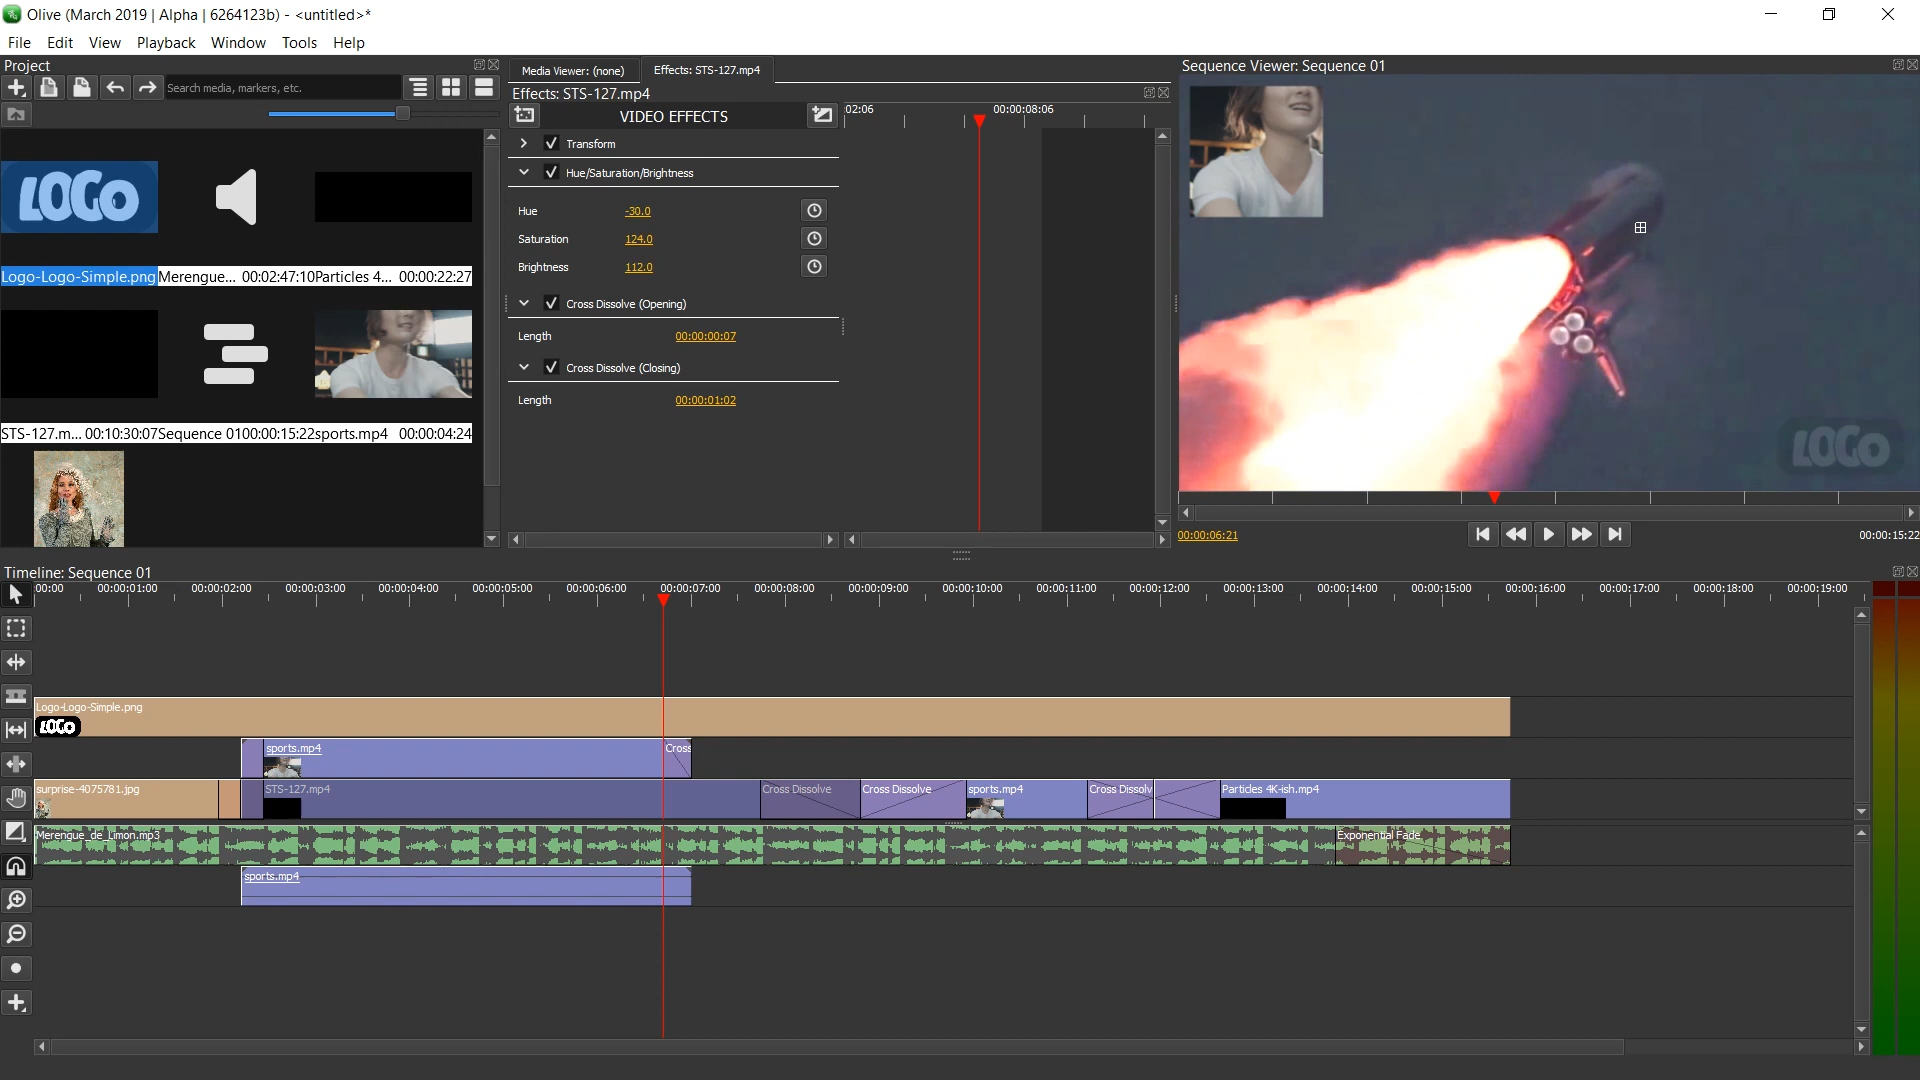 Olive (March 2019 | Alpha | 6264123b) - <untitled>*
File Edit View Playback Window Tools Help
Project
Search media, markers, etc.
LOGO
Logo-Logo-Simple.png
Merengue... 00:02:47:10
Particles 4... 00:00:22:27
STS-127.m... 00:10:30:07
Sequence 01 00:00:15:22
sports.mp4 00:00:04:24
Media Viewer: (none)
Effects: STS-127.mp4
Effects: STS-127.mp4
VIDEO EFFECTS
02:06 00:00:08:06
Transform
Hue/Saturation/Brightness
Hue -30.0
Saturation 124.0
Brightness 112.0
Cross Dissolve (Opening)
Length 00:00:00:07
Cross Dissolve (Closing)
Length 00:00:01:02
Sequence Viewer: Sequence 01
LOGO
00:00:06:21
00:00:15:22
Timeline: Sequence 01
:00:00 00:00:01:00 00:00:02:00 00:00:03:00 00:00:04:00 00:00:05:00 00:00:06:00 00:00:07:00 00:00:08:00 00:00:09:00 00:00:10:00 00:00:11:00 00:00:12:00 00:00:13:00 00:00:14:00 00:00:15:00 00:00:16:00 00:00:17:00 00:00:18:00 00:00:19:00
Logo-Logo-Simple.png
LOGO
sports.mp4 Cross
surprise-4075781.jpg STS-127.mp4 Cross Dissolve Cross Dissolve sports.mp4 Cross Dissolv Particles 4K-ish.mp4
Merengue_de_Limon.mp3 Exponential Fade
sports.mp4